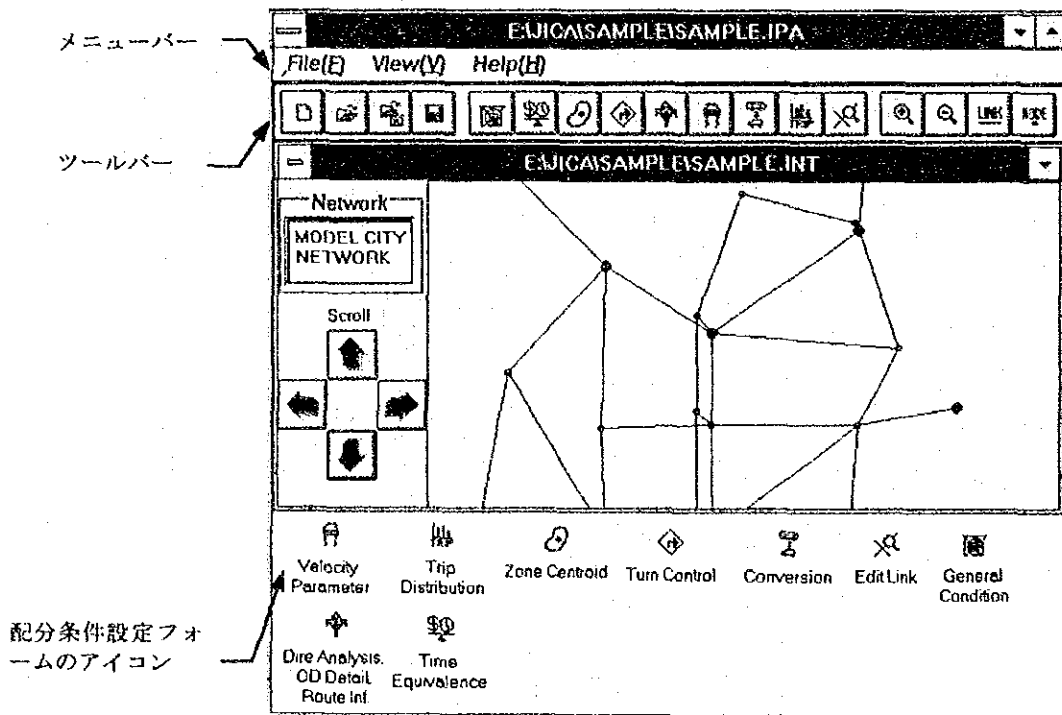 メニューバー
E:\JICA\SAMPLE\SAMPLE.IPA
File(F) View(V) Help(H)
LINK NODE
ツールバー
E:\JICA\SAMPLE\SAMPLE.INT
Network
MODEL CITY
NETWORK
Scroll
Velocity
Parameter
Trip
Distribution
Zone Centroid
Turn Control
Conversion
Edit Link
General
Condition
配分条件設定フォ
ームのアイコン
Dire Analysis.
OD Detail.
Route Inf.
Time
Equivalence